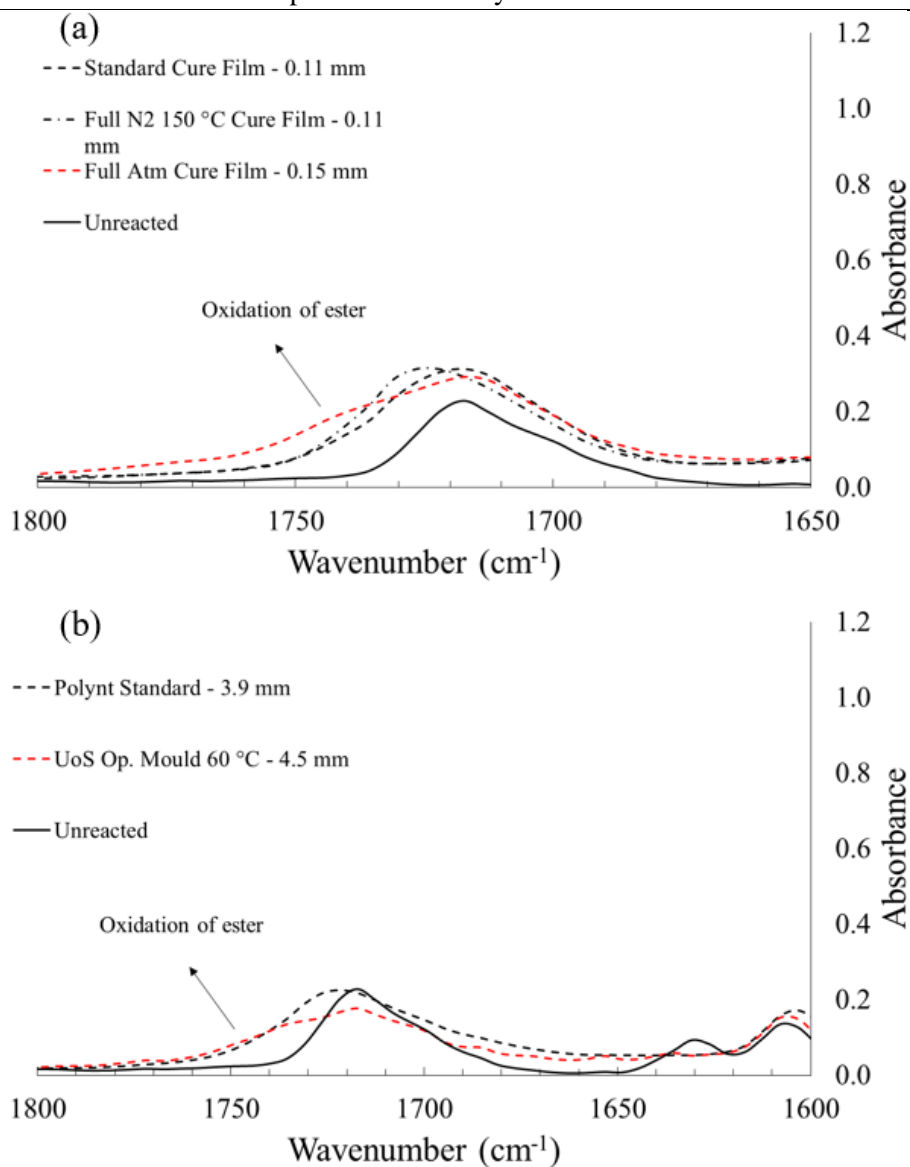 (a)
Standard Cure Film - 0.11 mm
Full N2 150 °C Cure Film - 0.11
mm
Full Atm Cure Film - 0.15 mm
Unreacted
Oxidation of ester
1.2
1.0
0.8
0.6
0.4
0.2
0.0
Absorbance
1800
1750
1700
1650
Wavenumber (cm-1)
(b)
Polynt Standard - 3.9 mm
UoS Op. Mould 60 °C - 4.5 mm
Unreacted
Oxidation of ester
1.2
1.0
0.8
0.6
0.4
0.2
0.0
Absorbance
1800
1750
1700
1650
1600
Wavenumber (cm-1)